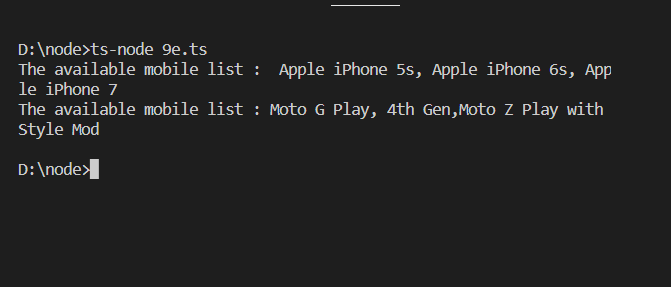 D:\node>ts-node 9e.ts
The available mobile list :  Apple iPhone 5s, Apple iPhone 6s, App
le iPhone 7
The available mobile list : Moto G Play, 4th Gen,Moto Z Play with
Style Mod
D:\node>